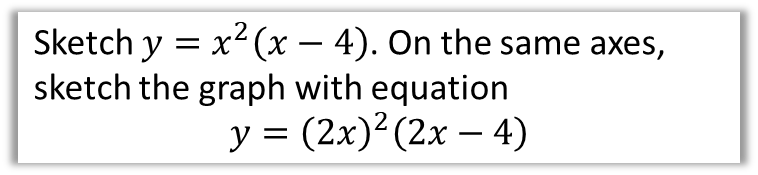 Sketch y = x²(x − 4). On the same axes,
sketch the graph with equation
y = (2x)²(2x − 4)